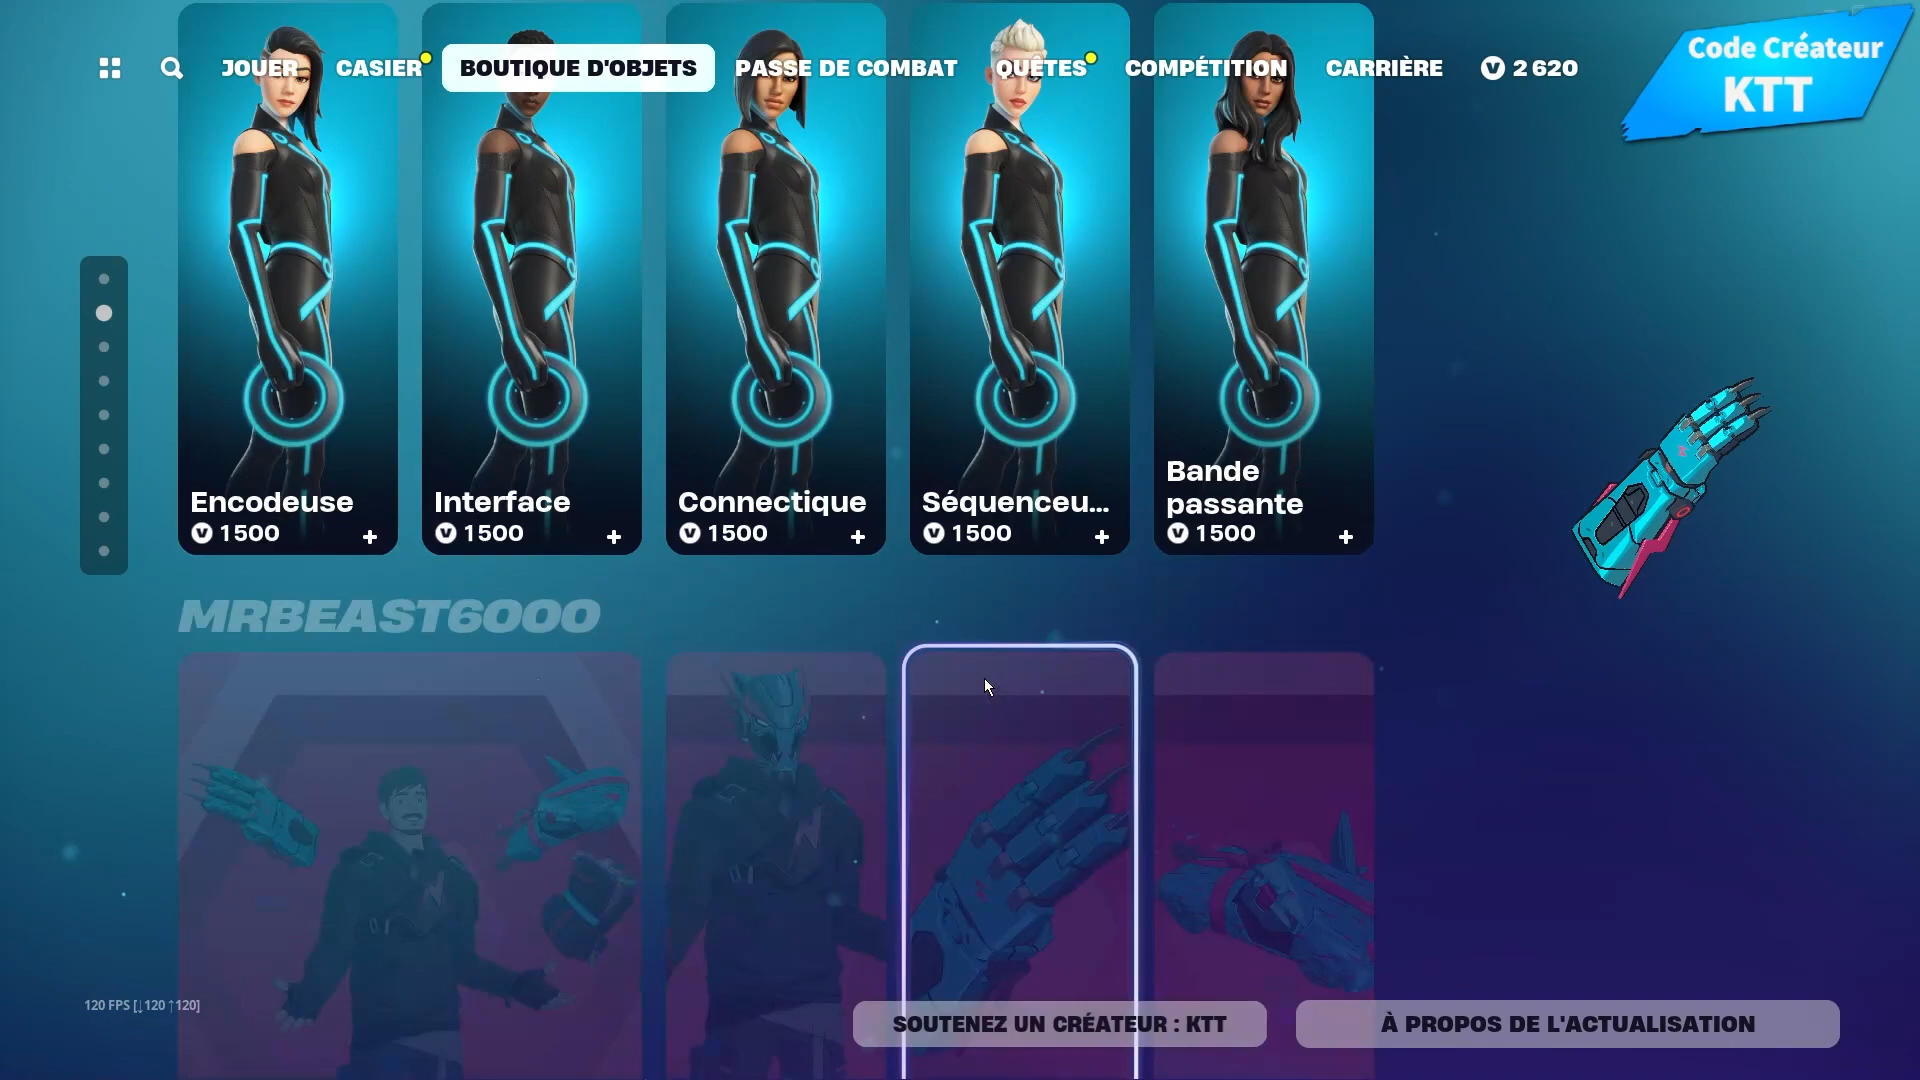 JOUER
CASIER
BOUTIQUE D'OBJETS
PASSE DE COMBAT
QUÊTES
COMPÉTITION
CARRIÈRE
2 620
Code Créateur
KTT
Encodeuse
1500
Interface
1500
Connectique
1500
Séquenceu...
1500
Bande
passante
1500
MRBEAST6000
120 FPS [↓120 ↑120]
SOUTENEZ UN CRÉATEUR : KTT
À PROPOS DE L'ACTUALISATION